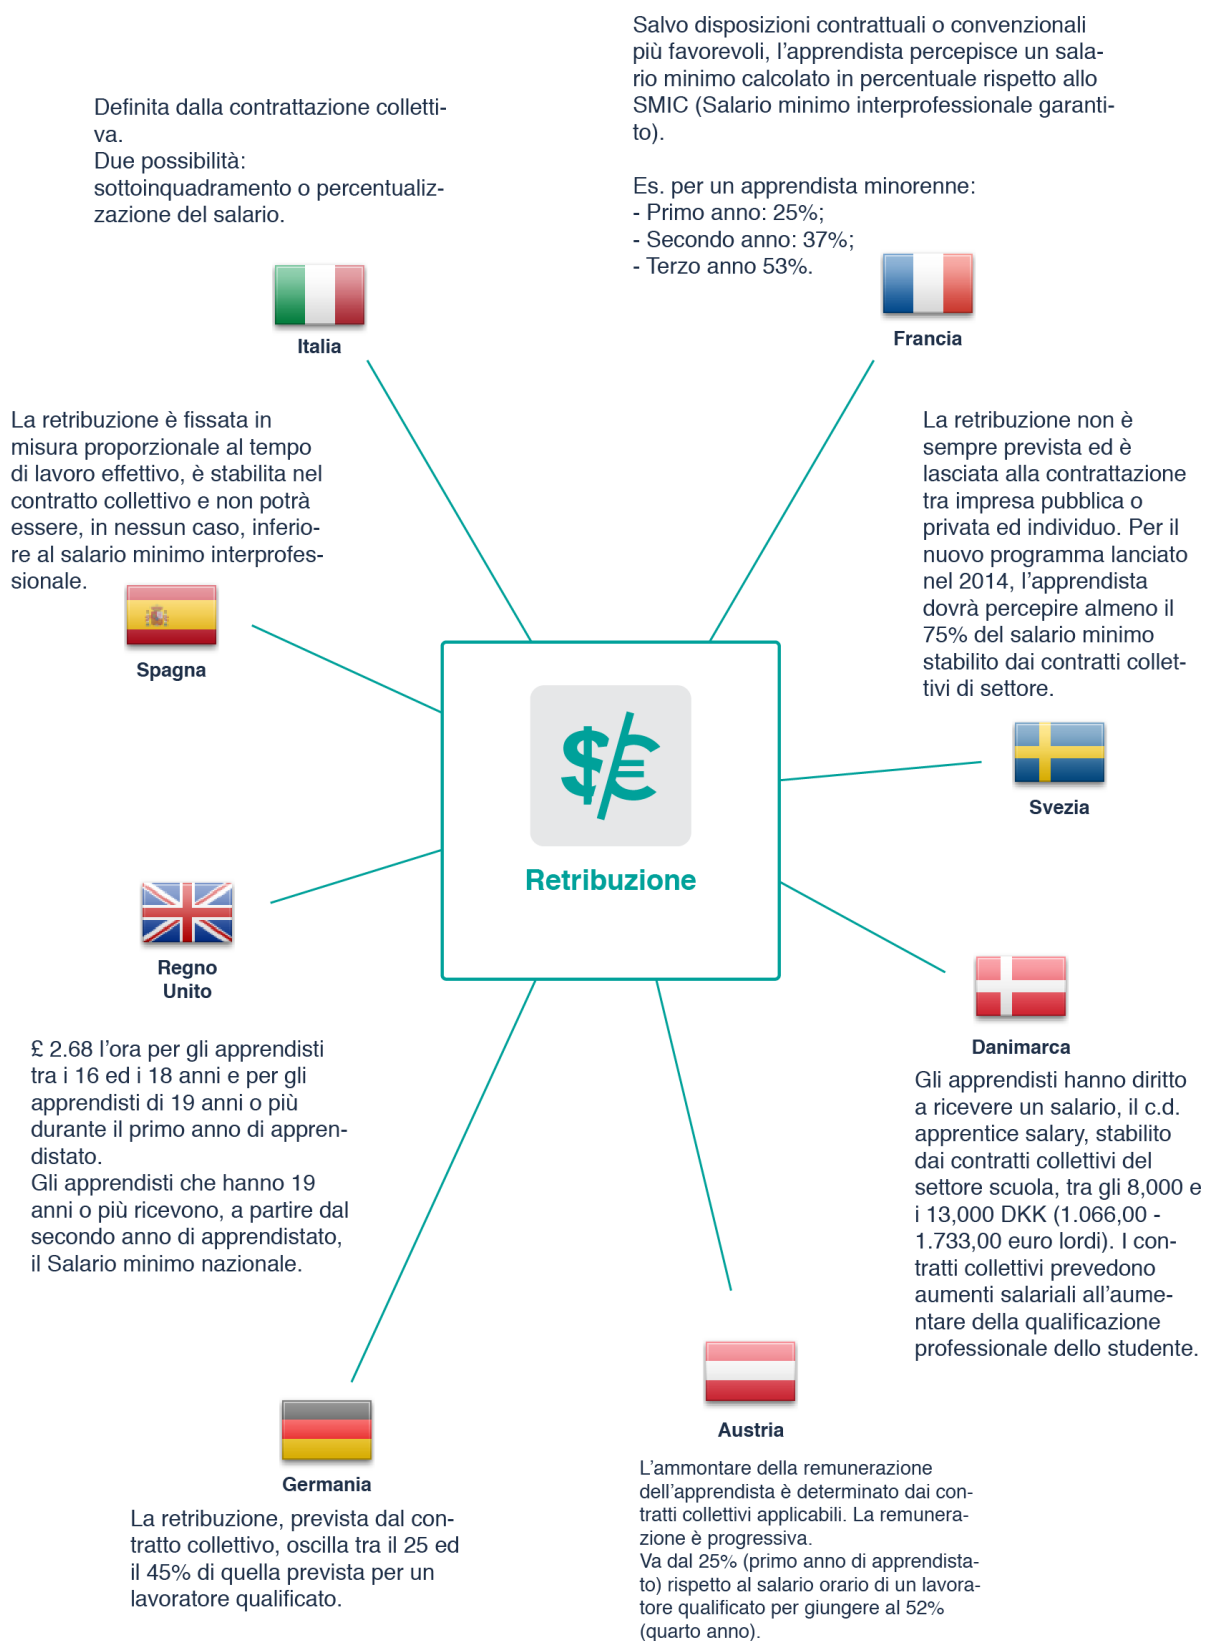 Salvo disposizioni contrattuali o convenzionali
più favorevoli, l’apprendista percepisce un sala-
rio minimo calcolato in percentuale rispetto allo
SMIC (Salario minimo interprofessionale garanti-
to).
Es. per un apprendista minorenne:
- Primo anno: 25%;
- Secondo anno: 37%;
- Terzo anno 53%.
Francia
Definita dalla contrattazione colletti-
va.
Due possibilità:
sottoinquadramento o percentualiz-
zazione del salario.
Italia
La retribuzione è fissata in
misura proporzionale al tempo
di lavoro effettivo, è stabilita nel
contratto collettivo e non potrà
essere, in nessun caso, inferio-
re al salario minimo interprofes-
sionale.
Spagna
La retribuzione non è
sempre prevista ed è
lasciata alla contrattazione
tra impresa pubblica o
privata ed individuo. Per il
nuovo programma lanciato
nel 2014, l’apprendista
dovrà percepire almeno il
75% del salario minimo
stabilito dai contratti collet-
tivi di settore.
Svezia
$/€
Retribuzione
Regno
Unito
£ 2.68 l’ora per gli apprendisti
tra i 16 ed i 18 anni e per gli
apprendisti di 19 anni o più
durante il primo anno di appren-
distato.
Gli apprendisti che hanno 19
anni o più ricevono, a partire dal
secondo anno di apprendistato,
il Salario minimo nazionale.
Danimarca
Gli apprendisti hanno diritto
a ricevere un salario, il c.d.
apprentice salary, stabilito
dai contratti collettivi del
settore scuola, tra gli 8,000 e
i 13,000 DKK (1.066,00 -
1.733,00 euro lordi). I con-
tratti collettivi prevedono
aumenti salariali all’aume-
ntare della qualificazione
professionale dello studente.
Germania
La retribuzione, prevista dal con-
tratto collettivo, oscilla tra il 25 ed
il 45% di quella prevista per un
lavoratore qualificato.
Austria
L’ammontare della remunerazione
dell’apprendista è determinato dai con-
tratti collettivi applicabili. La remunera-
zione è progressiva.
Va dal 25% (primo anno di apprendista-
to) rispetto al salario orario di un lavora-
tore qualificato per giungere al 52%
(quarto anno).